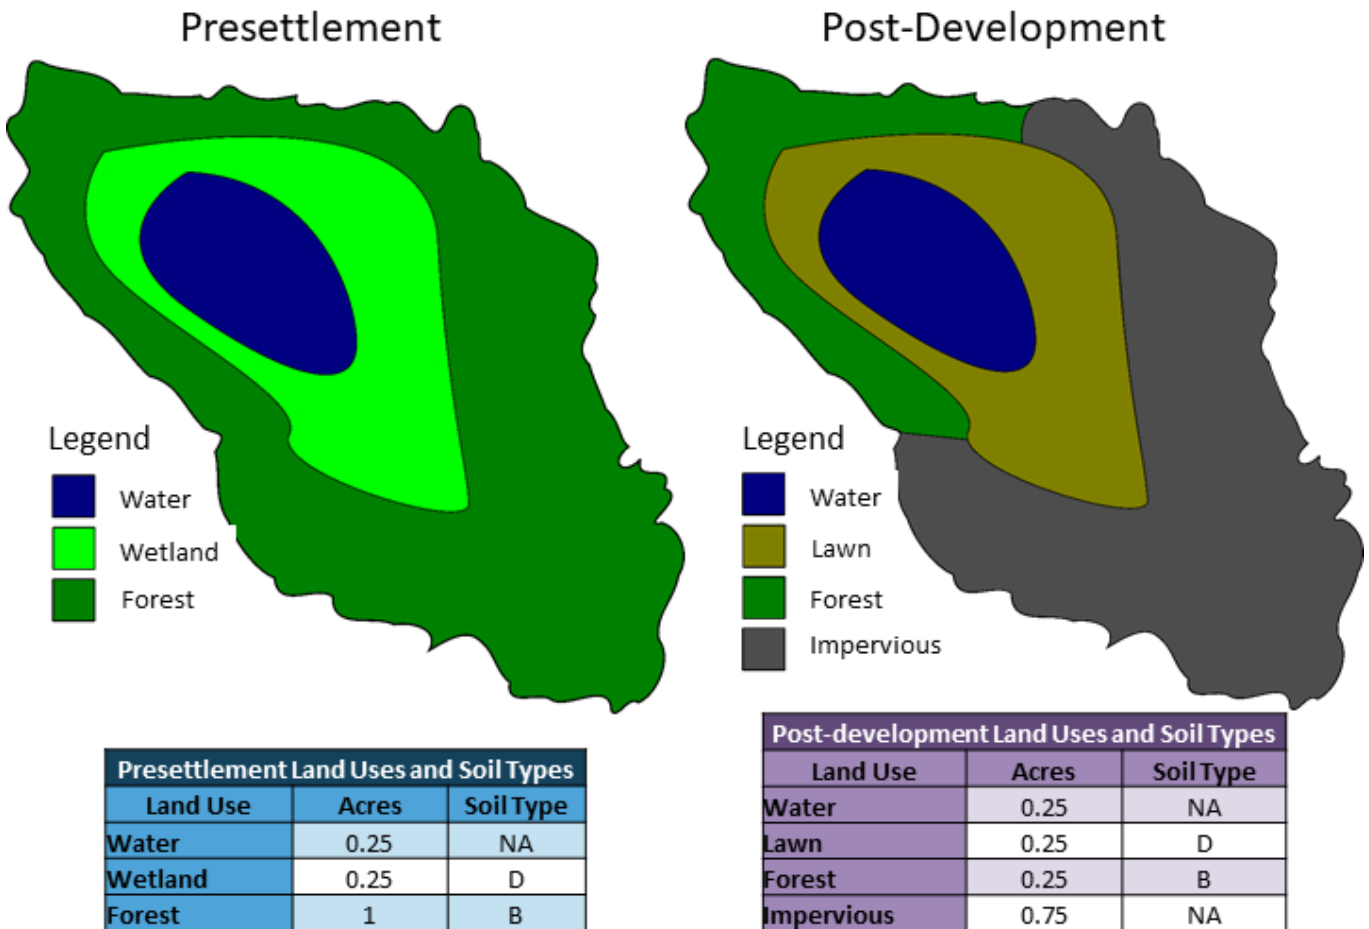 Presettlement
Post-Development
Legend
Water
Wetland
Forest
Legend
Water
Lawn
Forest
Impervious
Presettlement Land Uses and Soil Types
Land Use Acres Soil Type
Water 0.25 NA
Wetland 0.25 D
Forest 1 B
Post-development Land Uses and Soil Types
Land Use Acres Soil Type
Water 0.25 NA
Lawn 0.25 D
Forest 0.25 B
Impervious 0.75 NA